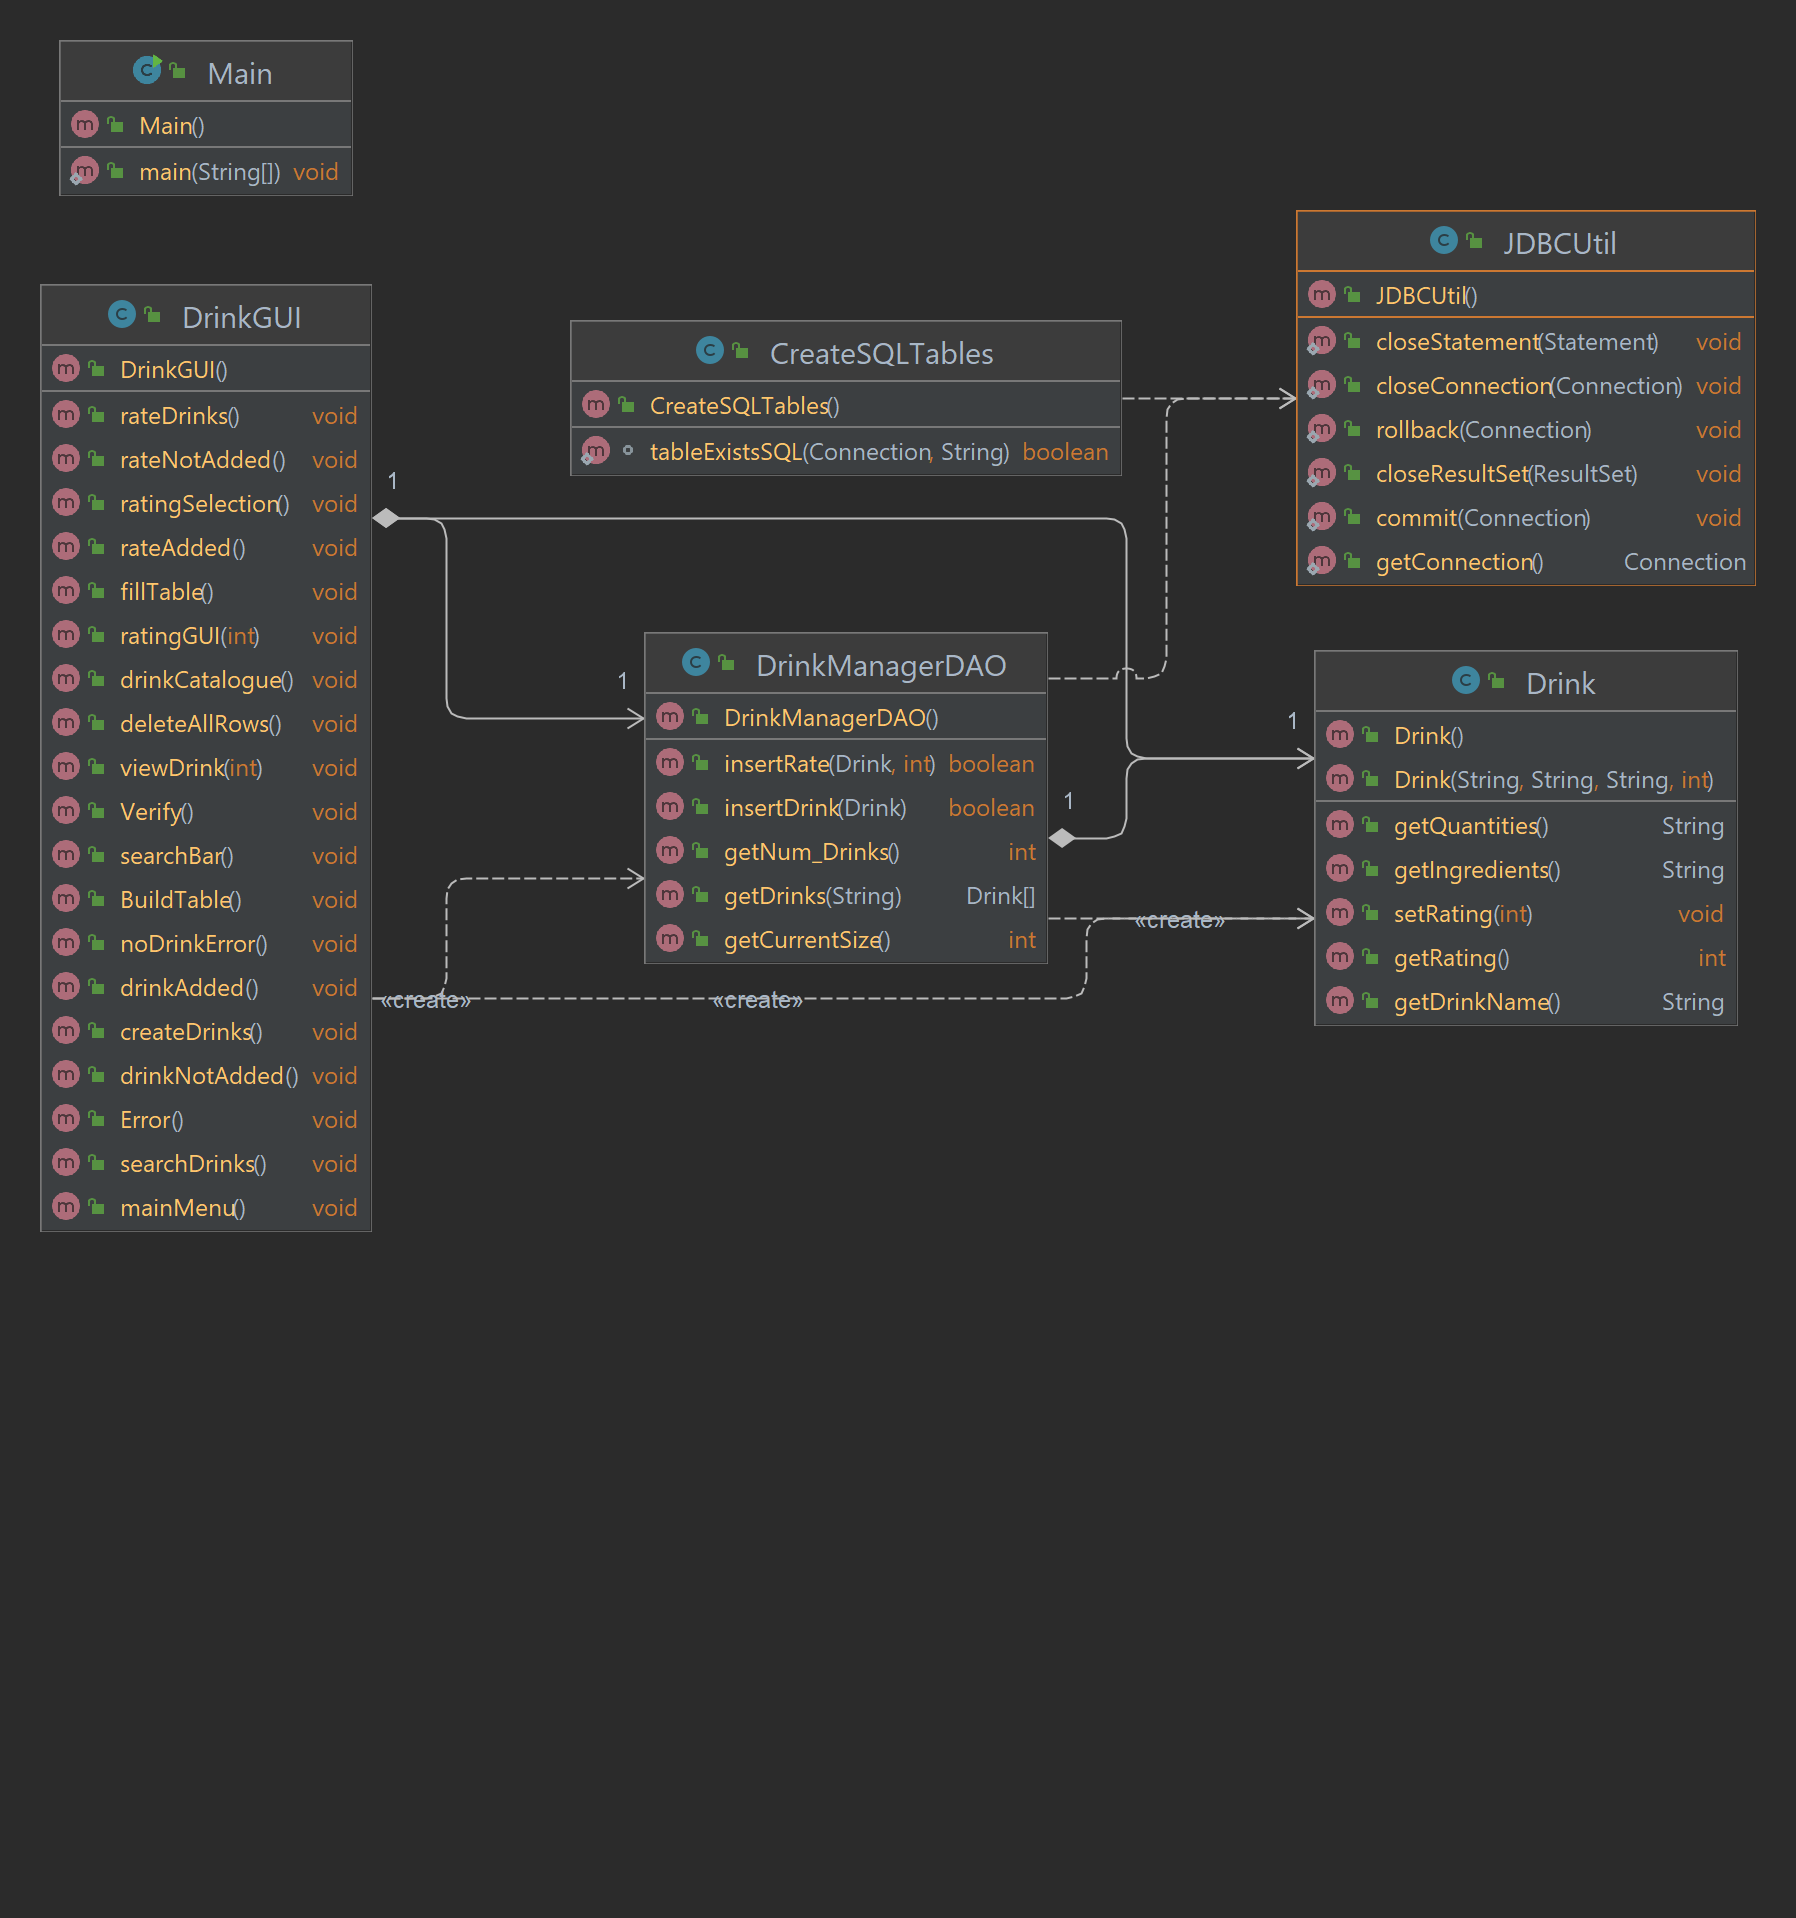 Main
Main()
main(String[]) void
DrinkGUI
DrinkGUI()
rateDrinks() void
rateNotAdded() void
ratingSelection() void
rateAdded() void
fillTable() void
ratingGUI(int) void
drinkCatalogue() void
deleteAllRows() void
viewDrink(int) void
Verify() void
searchBar() void
BuildTable() void
noDrinkError() void
drinkAdded() void
createDrinks() void
drinkNotAdded() void
Error() void
searchDrinks() void
mainMenu() void
1
CreateSQLTables
CreateSQLTables()
tableExistsSQL(Connection, String) boolean
1
DrinkManagerDAO
DrinkManagerDAO()
insertRate(Drink, int) boolean
insertDrink(Drink) boolean
getNum_Drinks() int
getDrinks(String) Drink[]
getCurrentSize() int
1
«create»
«create»
«create»
JDBCUtil
JDBCUtil()
closeStatement(Statement) void
closeConnection(Connection) void
rollback(Connection) void
closeResultSet(ResultSet) void
commit(Connection) void
getConnection() Connection
1
Drink
Drink()
Drink(String, String, String, int)
getQuantities() String
getIngredients() String
setRating(int) void
getRating() int
getDrinkName() String